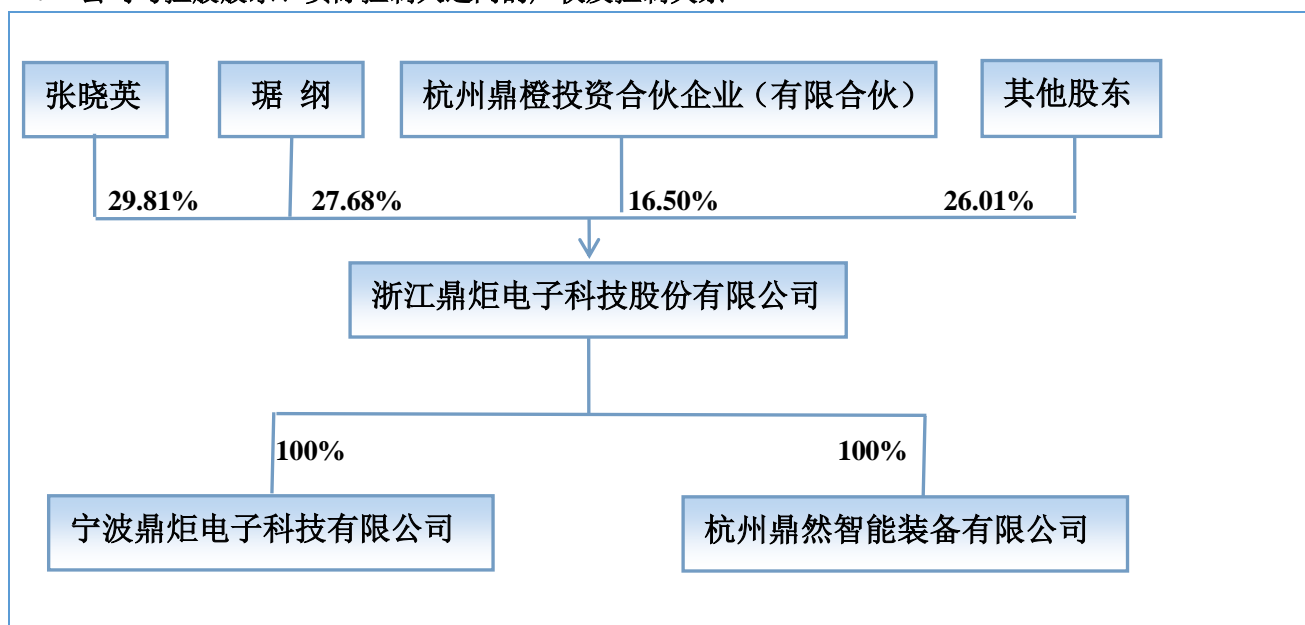 张晓英
琚 纲
杭州鼎橙投资合伙企业（有限合伙）
其他股东
29.81%
27.68%
16.50%
26.01%
浙江鼎炬电子科技股份有限公司
100%
100%
宁波鼎炬电子科技有限公司
杭州鼎然智能装备有限公司